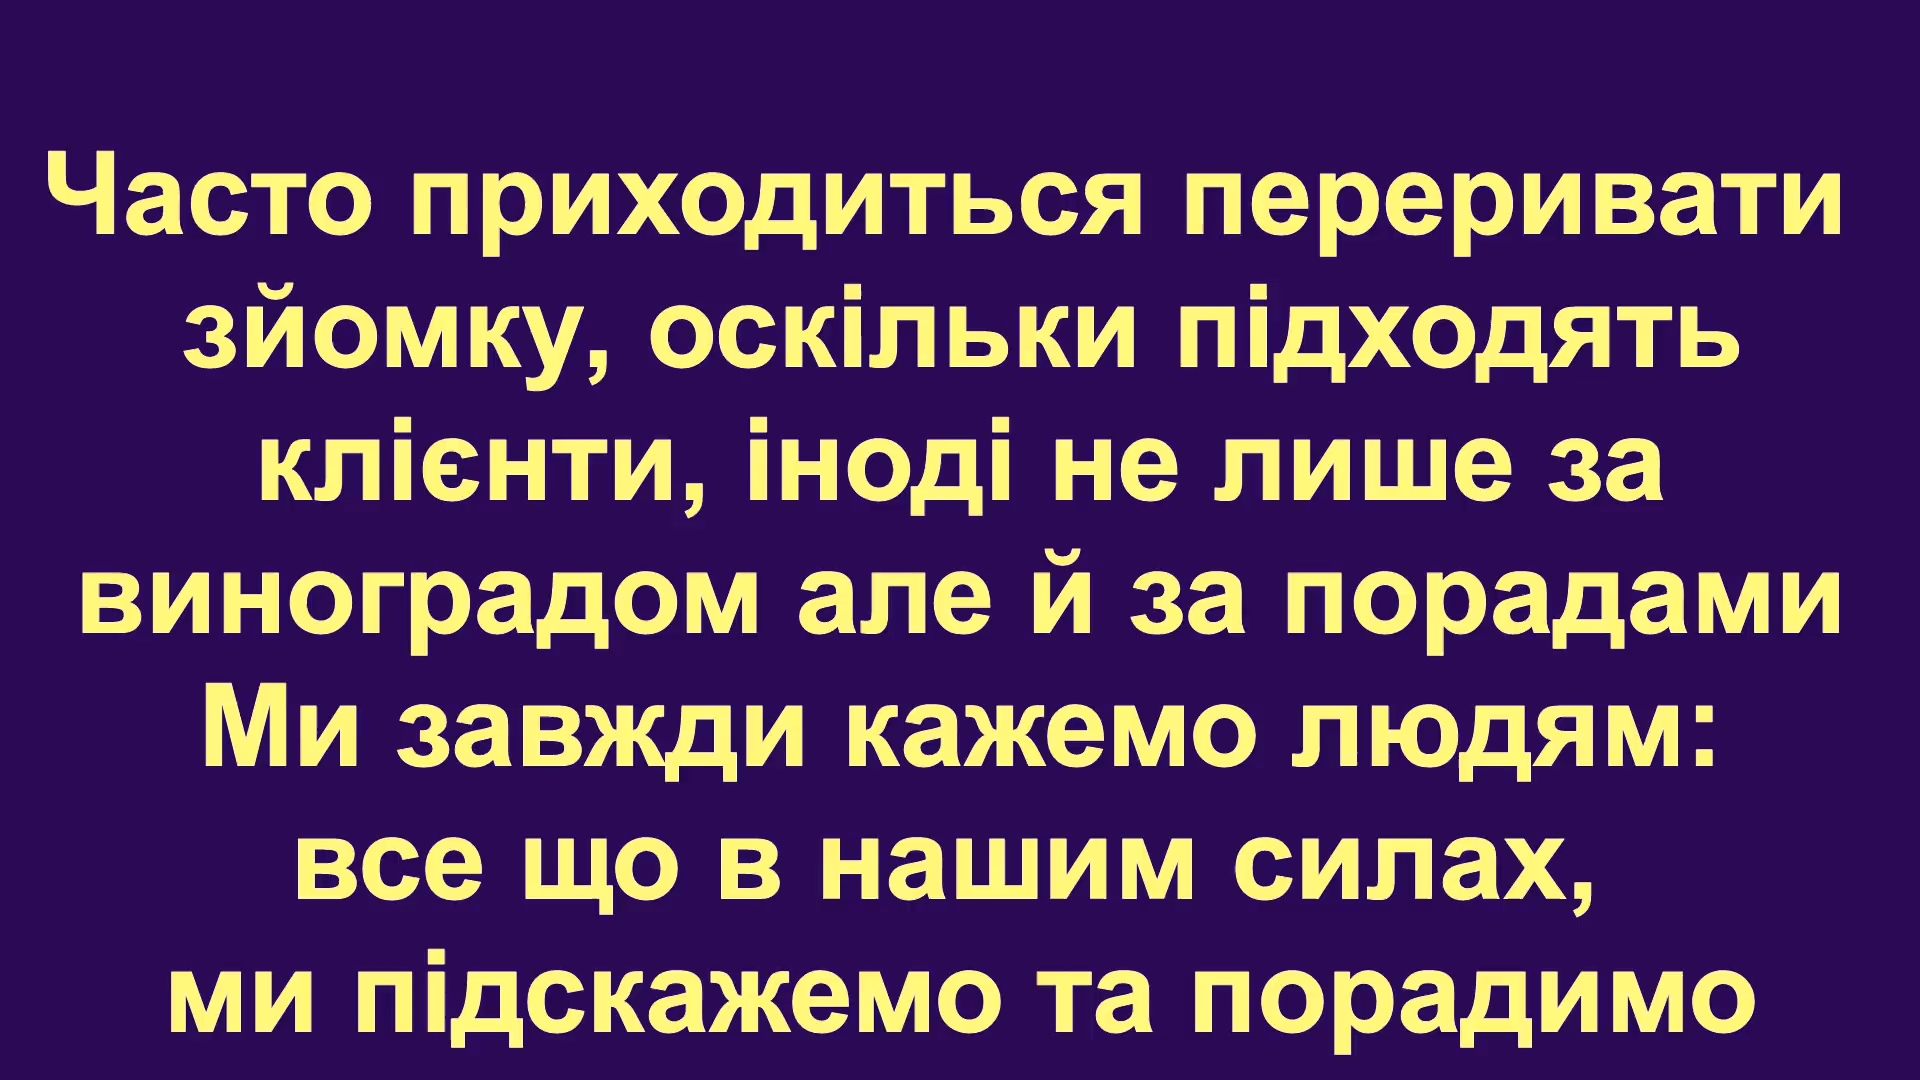 Часто приходиться переривати
зйомку, оскільки підходять
клієнти, іноді не лише за
виноградом але й за порадами
Ми завжди кажемо людям:
все що в нашим силах,
ми підскажемо та порадимо